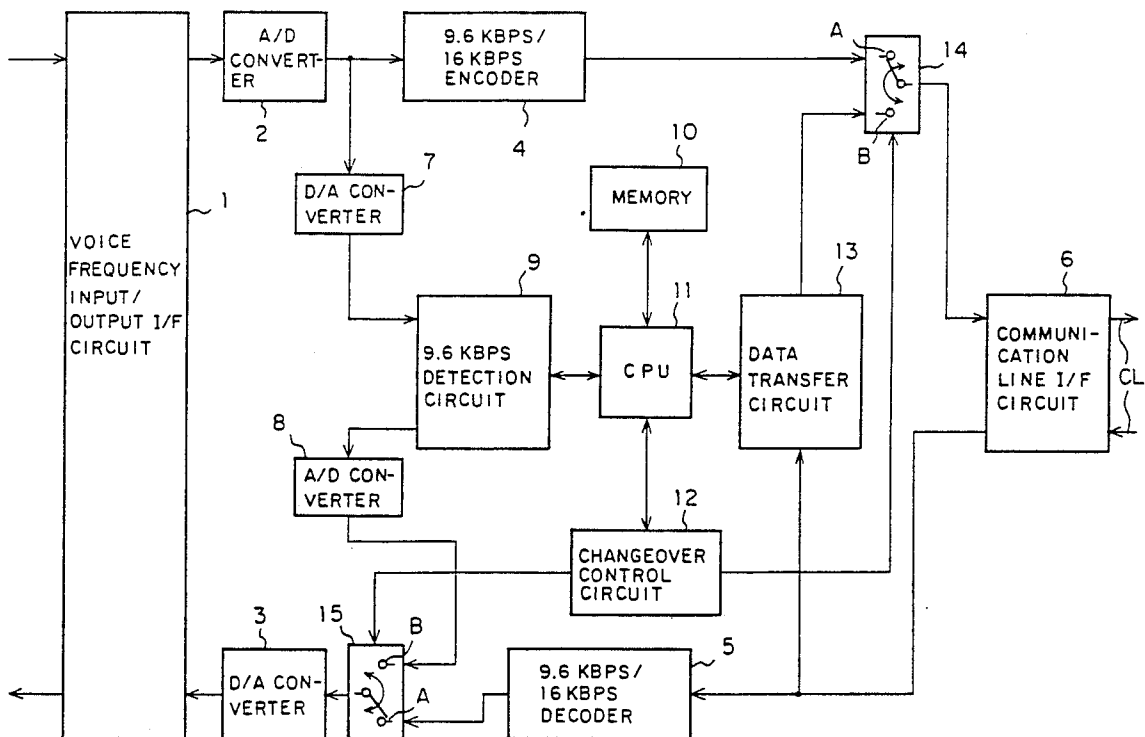 A/D
CONVERT-
ER
2
9.6 KBPS/
16 KBPS
ENCODER
4
A
B
14
1
VOICE
FREQUENCY
INPUT/
OUTPUT I/F
CIRCUIT
7
D/A CON-
VERTER
10
MEMORY
9
9.6 KBPS
DETECTION
CIRCUIT
11
CPU
13
DATA
TRANSFER
CIRCUIT
6
COMMUNI-
CATION
LINE I/F
CIRCUIT
CL
8
A/D CON-
VERTER
12
CHANGEOVER
CONTROL
CIRCUIT
3
D/A CON-
VERTER
15
B
A
5
9.6 KBPS/
16 KBPS
DECODER